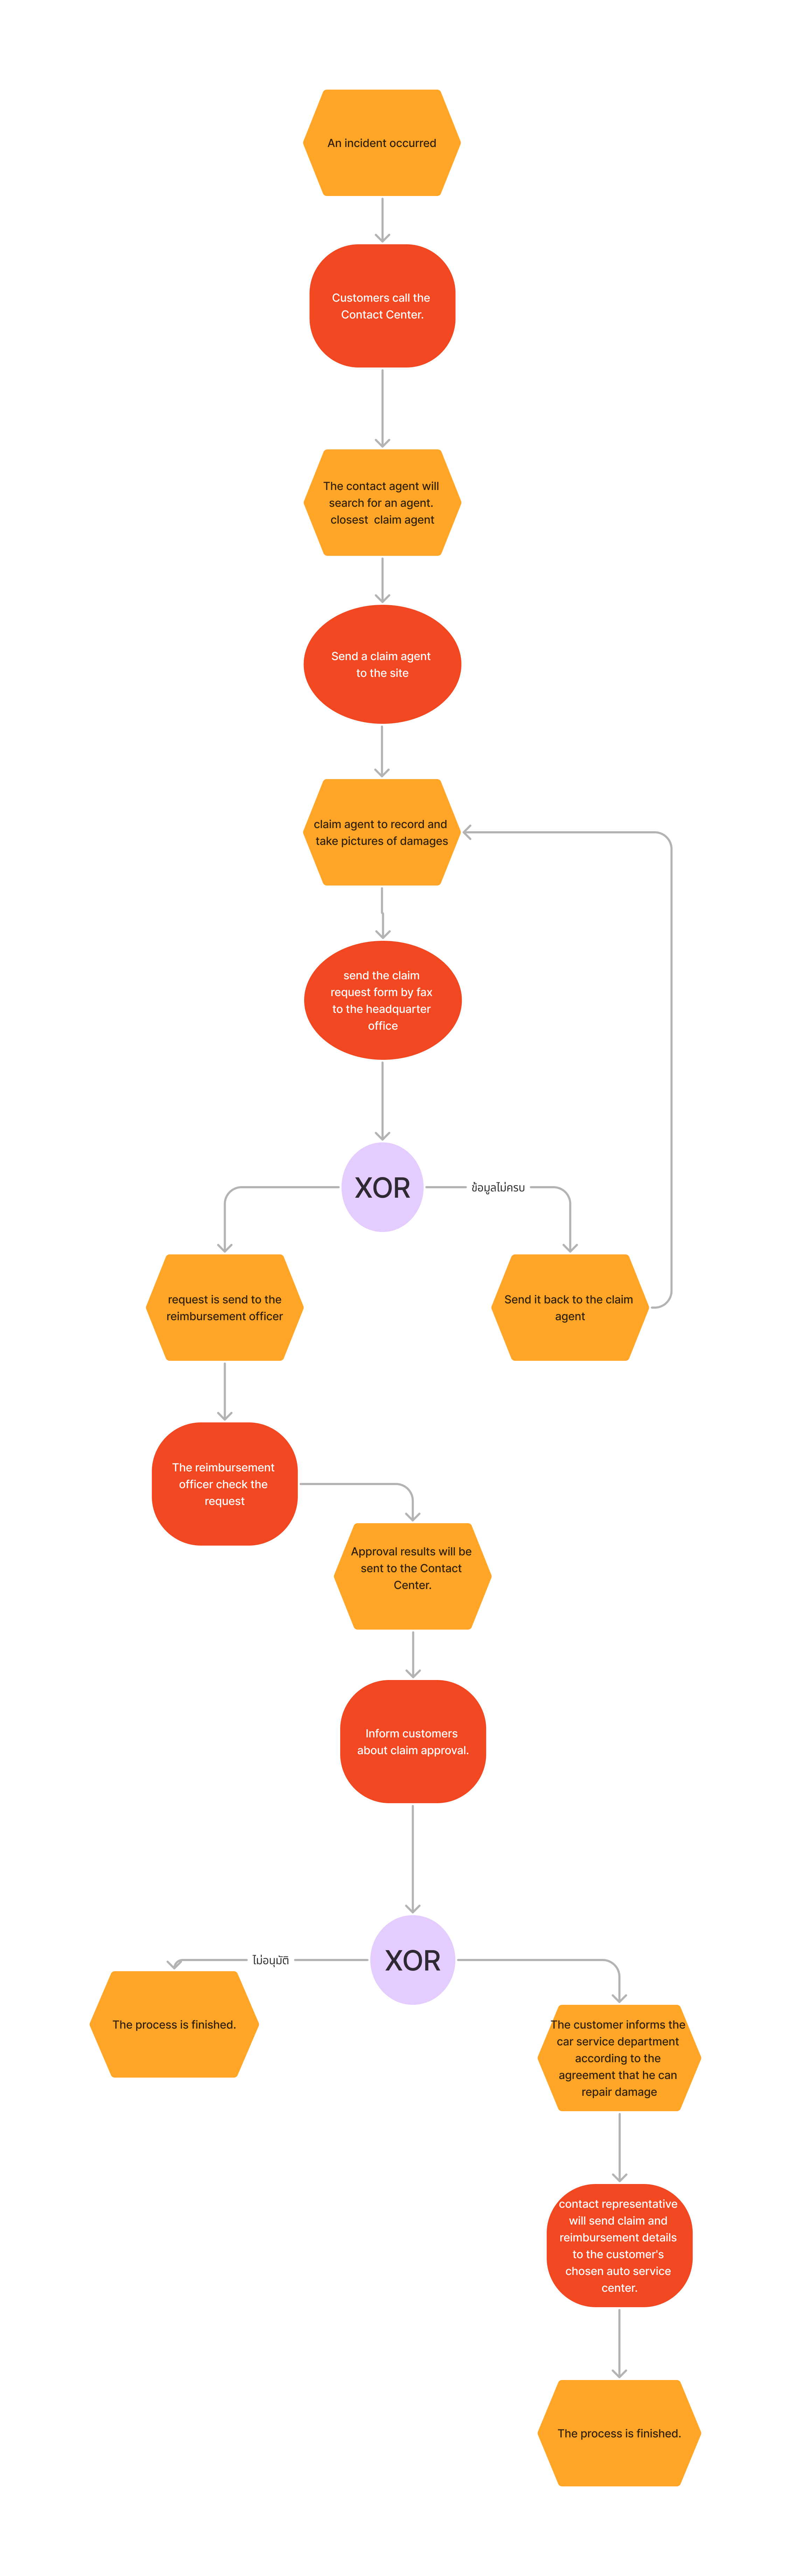 An incident occurred
Customers call the
Contact Center.
The contact agent will
search for an agent.
closest claim agent
Send a claim agent
to the site
claim agent to record and
take pictures of damages
send the claim
request form by fax
to the headquarter
office
XOR
ข้อมูลไม่ครบ
request is send to the
reimbursement officer
Send it back to the claim
agent
The reimbursement
officer check the
request
Approval results will be
sent to the Contact
Center.
Inform customers
about claim approval.
XOR
ไม่อนุมัติ
The process is finished.
The customer informs the
car service department
according to the
agreement that he can
repair damage
contact representative
will send claim and
reimbursement details
to the customer's
chosen auto service
center.
The process is finished.